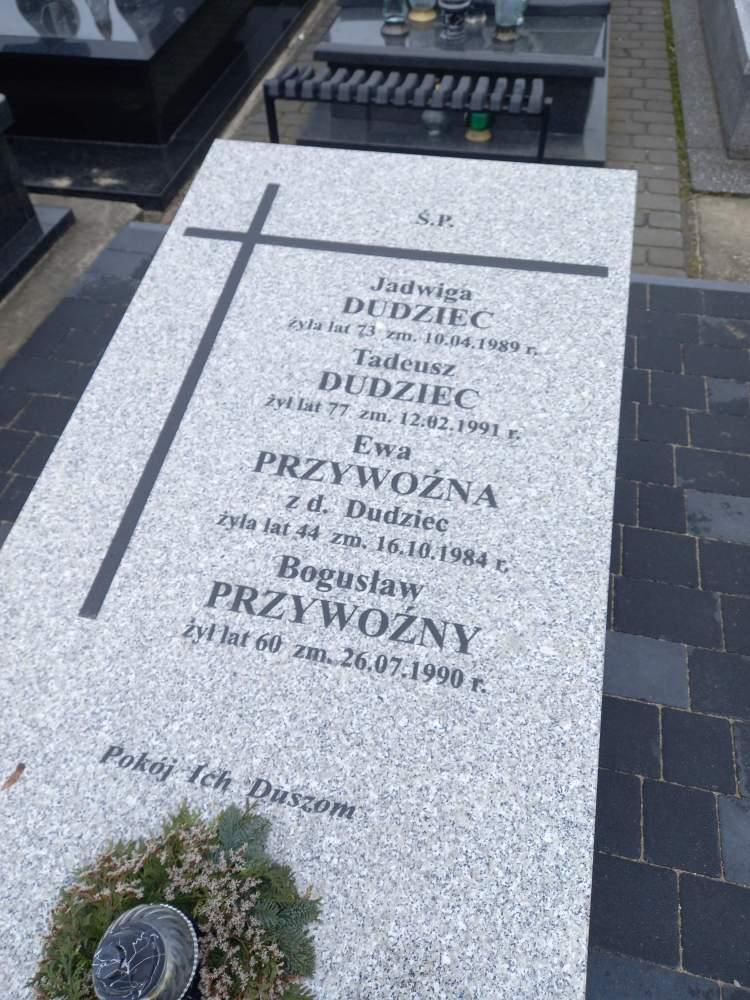 Ś.P.
Jadwiga
DUDZIEC
żyła lat 73 zm. 10.04.1989 r.
Tadeusz
DUDZIEC
żył lat 77 zm. 12.02.1991 r.
Ewa
PRZYWOŹNA
z d. Dudziec
żyła lat 44 zm. 16.10.1984 r.
Bogusław
PRZYWOŹNY
żył lat 60 zm. 26.07.1990 r.
Pokój Ich Duszom